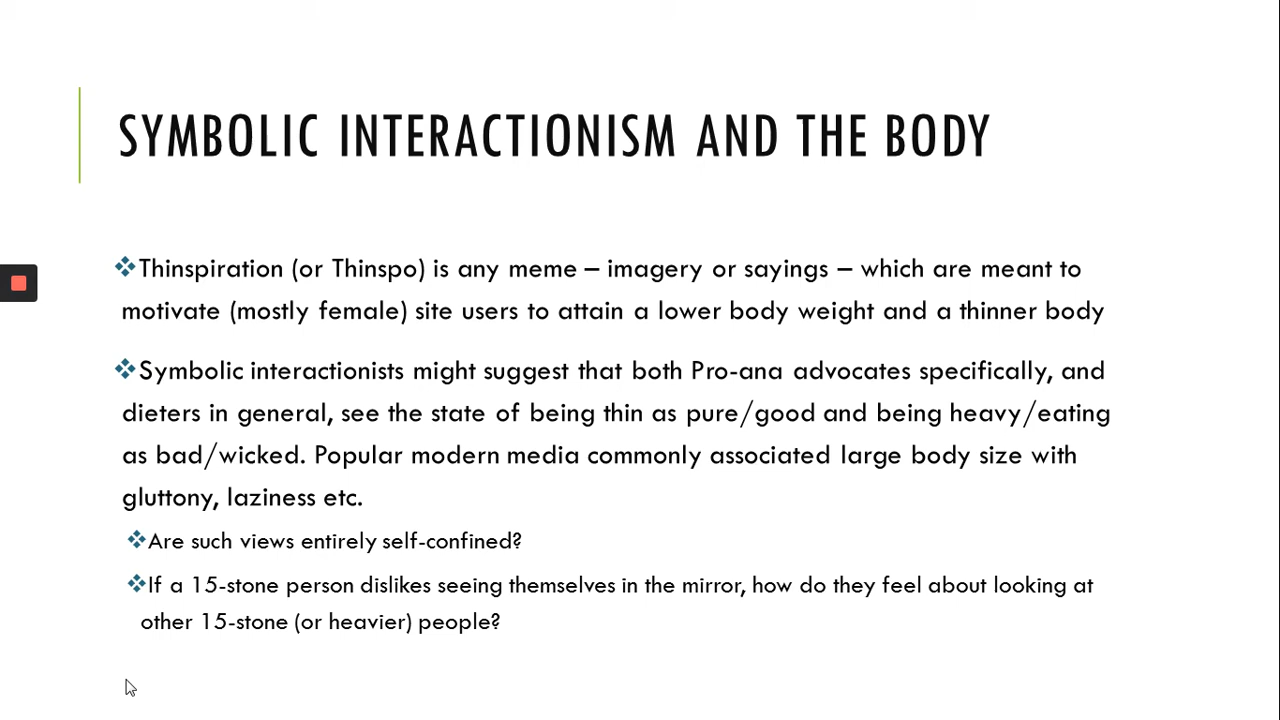 SYMBOLIC INTERACTIONISM AND THE BODY
❖Thinspiration (or Thinspo) is any meme – imagery or sayings – which are meant to
motivate (mostly female) site users to attain a lower body weight and a thinner body
❖Symbolic interactionists might suggest that both Pro-ana advocates specifically, and
dieters in general, see the state of being thin as pure/good and being heavy/eating
as bad/wicked. Popular modern media commonly associated large body size with
gluttony, laziness etc.
❖Are such views entirely self-confined?
❖If a 15-stone person dislikes seeing themselves in the mirror, how do they feel about looking at
other 15-stone (or heavier) people?